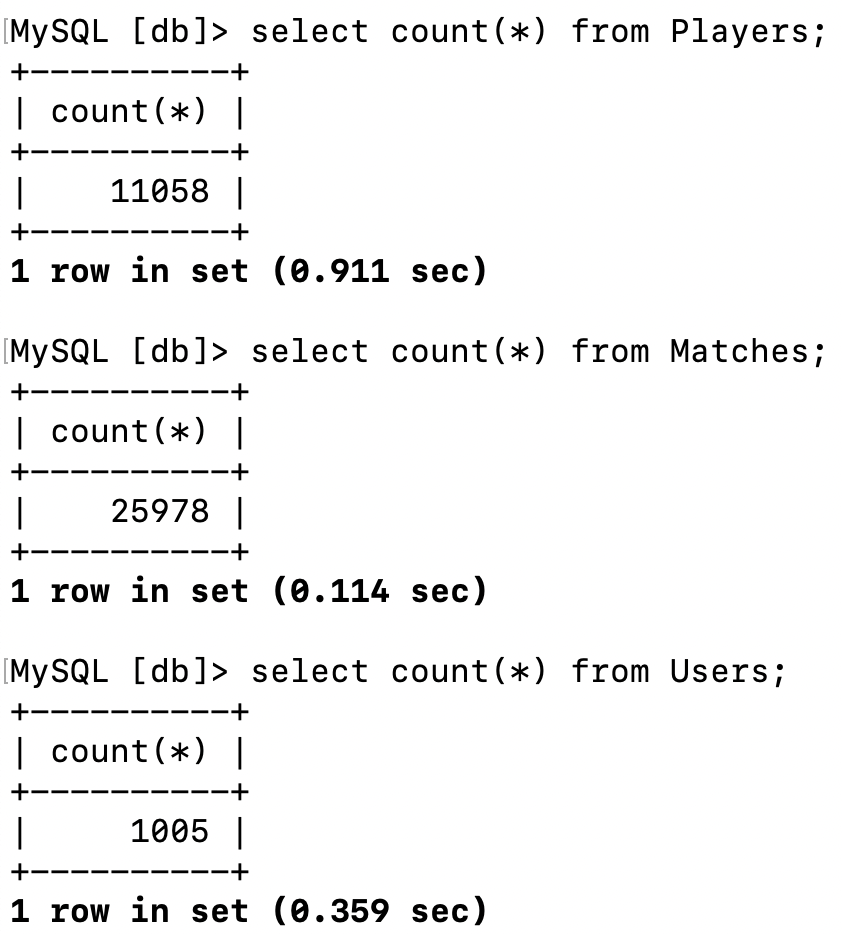 [MySQL [db]> select count(*) from Players;
+----------+
| count(*) |
+----------+
|    11058 |
+----------+
1 row in set (0.911 sec)
[MySQL [db]> select count(*) from Matches;
+----------+
| count(*) |
+----------+
|    25978 |
+----------+
1 row in set (0.114 sec)
[MySQL [db]> select count(*) from Users;
+----------+
| count(*) |
+----------+
|     1005 |
+----------+
1 row in set (0.359 sec)